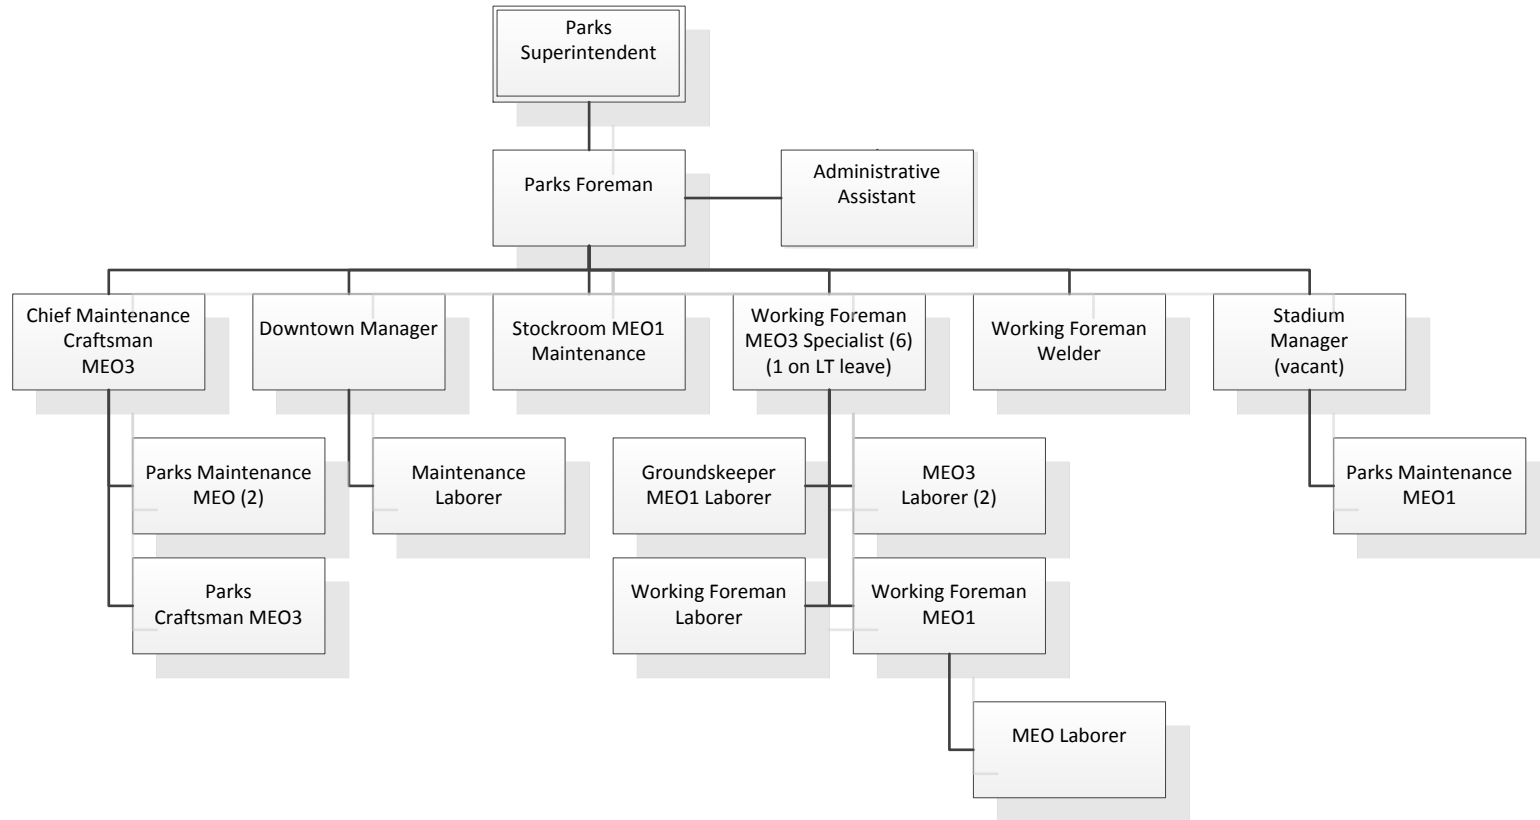 Parks
Superintendent
Parks Foreman
Administrative
Assistant
Chief Maintenance
Craftsman
MEO3
Downtown Manager
Stockroom MEO1
Maintenance
Working Foreman
MEO3 Specialist (6)
(1 on LT leave)
Working Foreman
Welder
Stadium
Manager
(vacant)
Parks Maintenance
MEO (2)
Maintenance
Laborer
Groundskeeper
MEO1 Laborer
MEO3
Laborer (2)
Parks Maintenance
MEO1
Parks
Craftsman MEO3
Working Foreman
Laborer
Working Foreman
MEO1
MEO Laborer